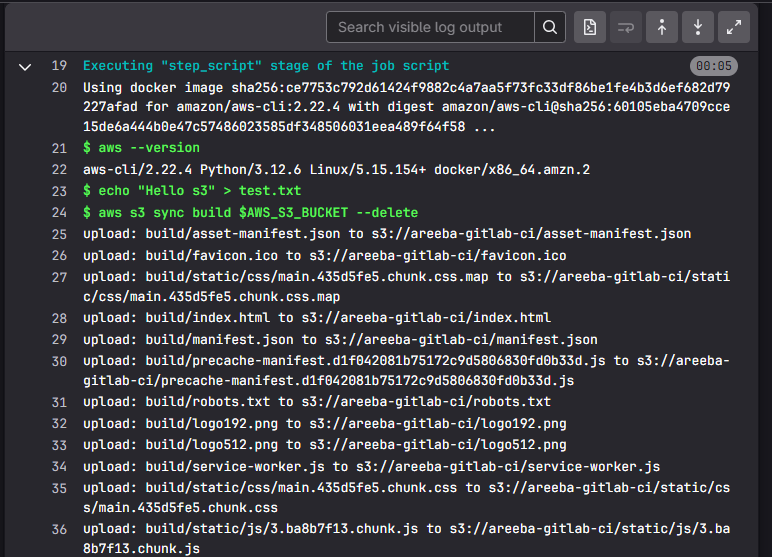 Search visible log output
19 Executing "step_script" stage of the job script 00:05
20 Using docker image sha256:ce7753c792d61424f9882c4a7aa5f73fc33df86be1fe4b3d6ef682d79
227afad for amazon/aws-cli:2.22.4 with digest amazon/aws-cli@sha256:60105eba4709cce
15de6a444b0e47c57486023585df348506031eea489f64f58 ...
21 $ aws --version
22 aws-cli/2.22.4 Python/3.12.6 Linux/5.15.154+ docker/x86_64.amzn.2
23 $ echo "Hello s3" > test.txt
24 $ aws s3 sync build $AWS_S3_BUCKET --delete
25 upload: build/asset-manifest.json to s3://areeba-gitlab-ci/asset-manifest.json
26 upload: build/favicon.ico to s3://areeba-gitlab-ci/favicon.ico
27 upload: build/static/css/main.435d5fe5.chunk.css.map to s3://areeba-gitlab-ci/stati
c/css/main.435d5fe5.chunk.css.map
28 upload: build/index.html to s3://areeba-gitlab-ci/index.html
29 upload: build/manifest.json to s3://areeba-gitlab-ci/manifest.json
30 upload: build/precache-manifest.d1f042081b75172c9d5806830fd0b33d.js to s3://areeba-
gitlab-ci/precache-manifest.d1f042081b75172c9d5806830fd0b33d.js
31 upload: build/robots.txt to s3://areeba-gitlab-ci/robots.txt
32 upload: build/logo192.png to s3://areeba-gitlab-ci/logo192.png
33 upload: build/logo512.png to s3://areeba-gitlab-ci/logo512.png
34 upload: build/service-worker.js to s3://areeba-gitlab-ci/service-worker.js
35 upload: build/static/css/main.435d5fe5.chunk.css to s3://areeba-gitlab-ci/static/cs
s/main.435d5fe5.chunk.css
36 upload: build/static/js/3.ba8b7f13.chunk.js to s3://areeba-gitlab-ci/static/js/3.ba
8b7f13.chunk.js